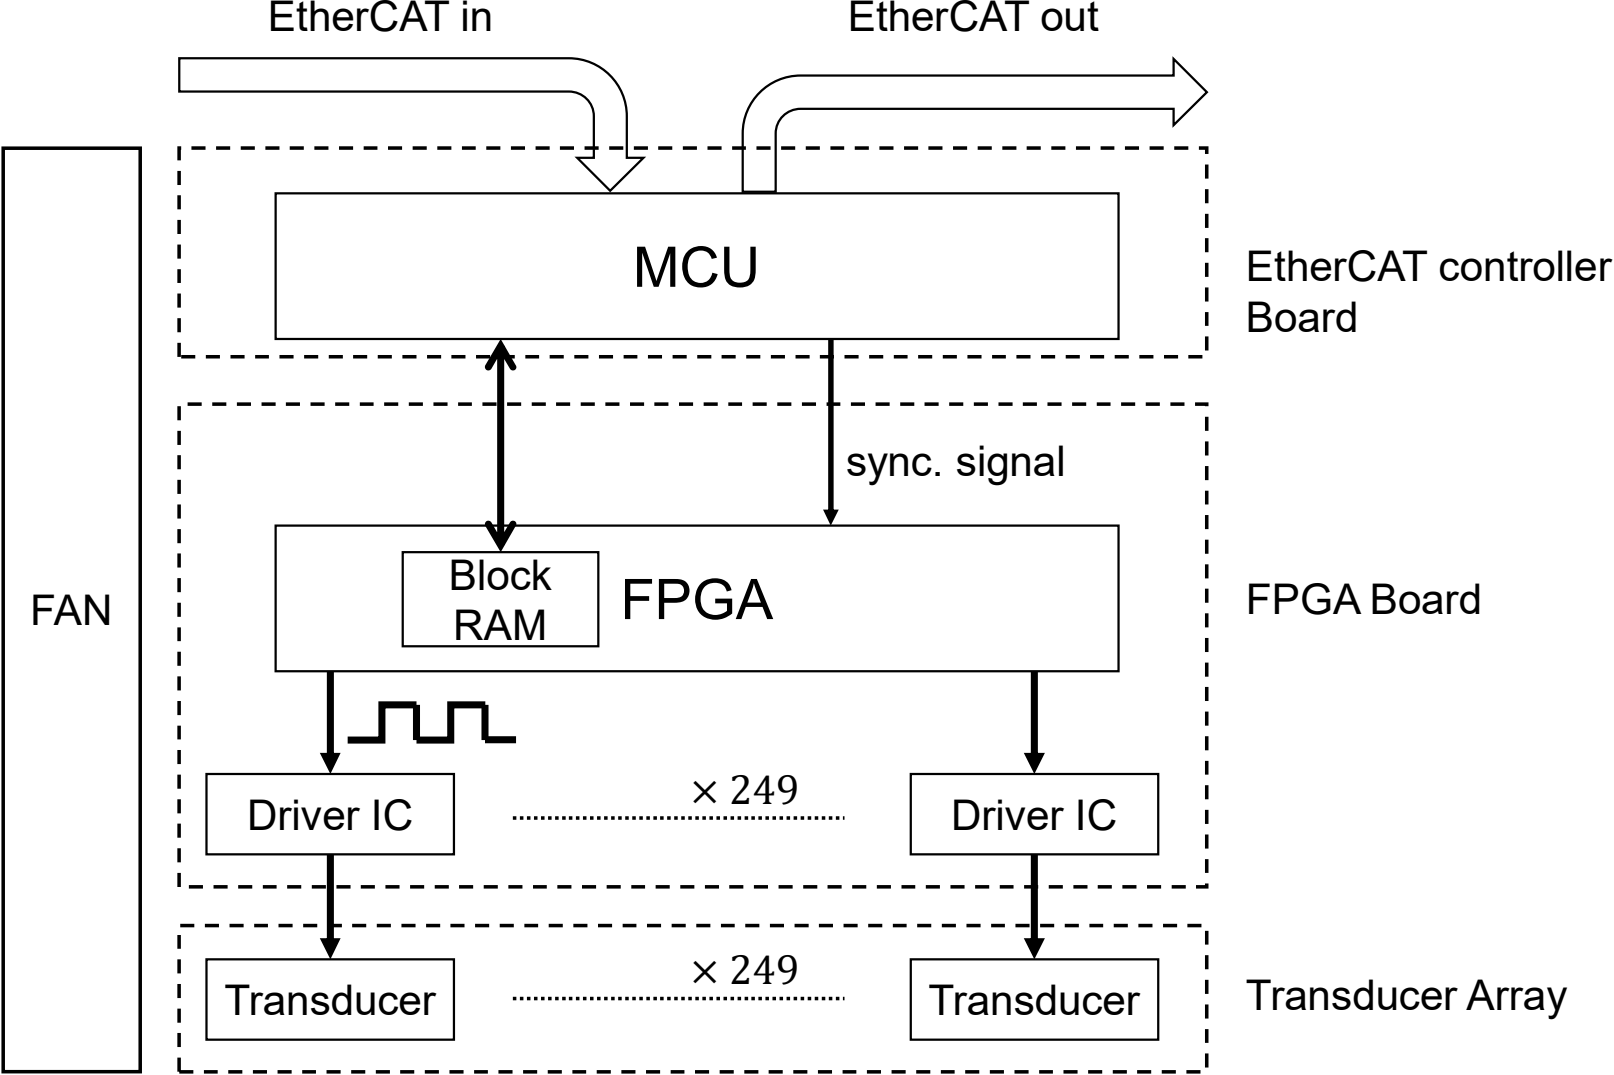 EtherCAT in
EtherCAT out
MCU
EtherCAT controller
Board
sync. signal
Block
RAM
FPGA
FPGA Board
FAN
× 249
Driver IC
Driver IC
× 249
Transducer
Transducer
Transducer Array